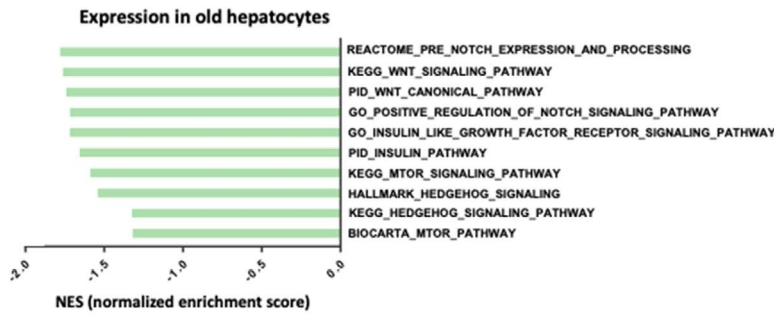 Expression in old hepatocytes
REACTOME_PRE_NOTCH_EXPRESSION_AND_PROCESSING
KEGG_WNT_SIGNALING_PATHWAY
PID_WNT_CANONICAL_PATHWAY
GO_POSITIVE_REGULATION_OF_NOTCH_SIGNALING_PATHWAY
GO_INSULIN_LIKE_GROWTH_FACTOR_RECEPTOR_SIGNALING_PATHWAY
PID_INSULIN_PATHWAY
KEGG_MTOR_SIGNALING_PATHWAY
HALLMARK_HEDGEHOG_SIGNALING
KEGG_HEDGEHOG_SIGNALING_PATHWAY
BIOCARTA_MTOR_PATHWAY
-2.0 -1.5 -1.0 -0.5 0.0
NES (normalized enrichment score)